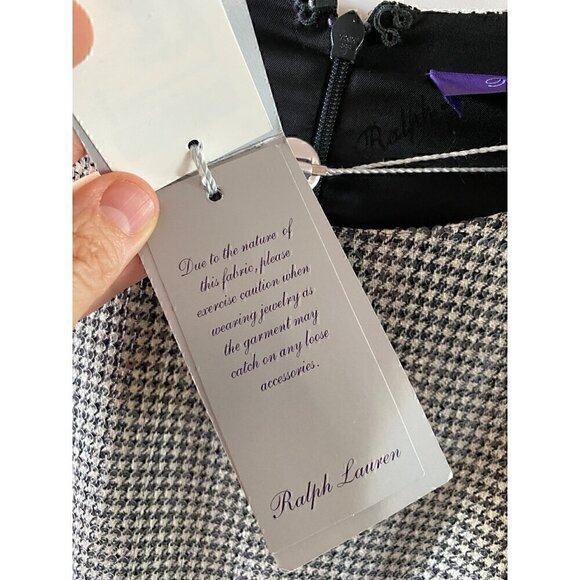 Ralph
Due to the nature of
this fabric, please
exercise caution when
wearing jewelry as
the garment may
catch on any loose
accessories.
Ralph Lauren